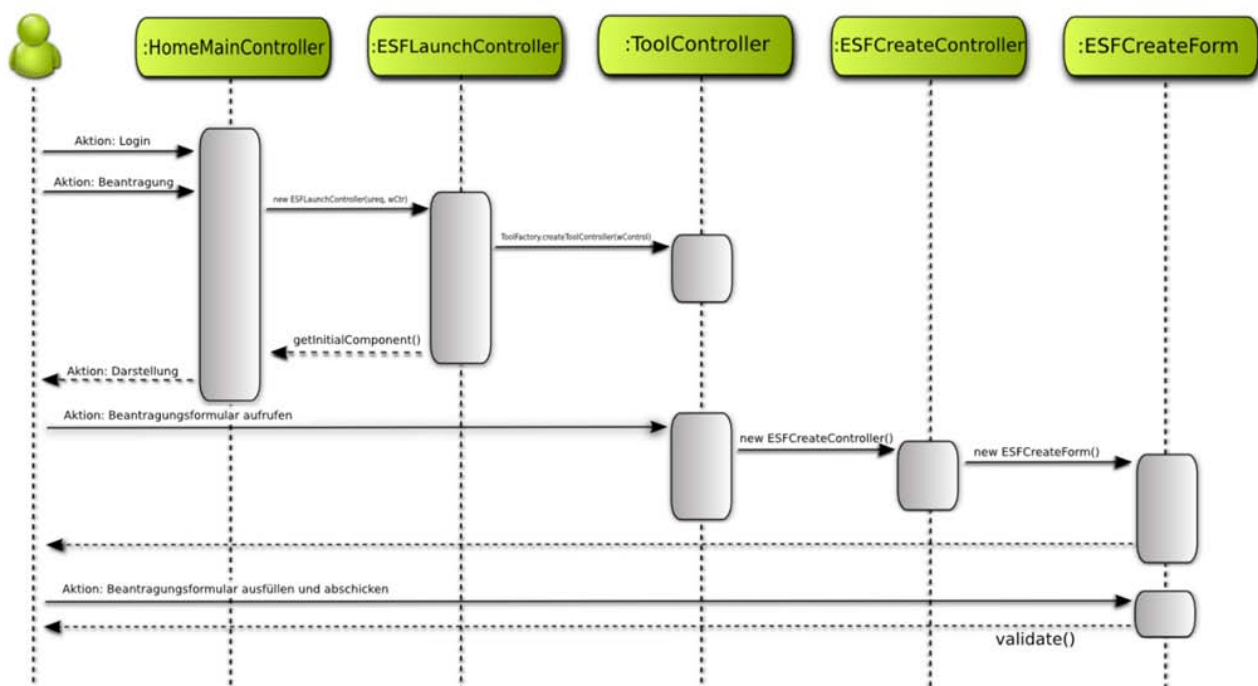 :HomeMainController
:ESFLaunchController
:ToolController
:ESFCreateController
:ESFCreateForm
Aktion: Login
Aktion: Beantragung
new ESFLaunchController(ureq, wCtr)
ToolFactory.createToolController(wControl)
getInitialComponent()
Aktion: Darstellung
Aktion: Beantragungsformular aufrufen
new ESFCreateController()
new ESFCreateForm()
Aktion: Beantragungsformular ausfüllen und abschicken
validate()